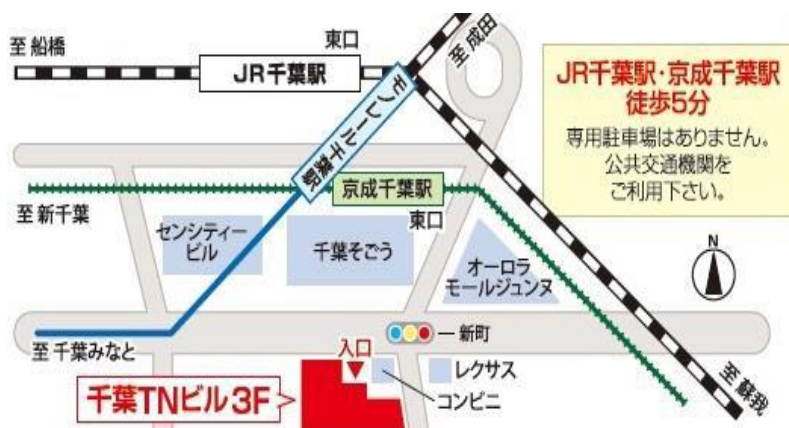 至 船橋
東口
JR千葉駅
至 成田
モノレール千葉駅
JR千葉駅・京成千葉駅
徒歩5分
専用駐車場はありません。
公共交通機関を
ご利用下さい。
京成千葉駅
東口
至 新千葉
センシティー
ビル
千葉そごう
オーロラ
モールジュンヌ
N
新町
至 千葉みなと
入口
レクサス
コンビニ
千葉TNビル3F
至 蘇我